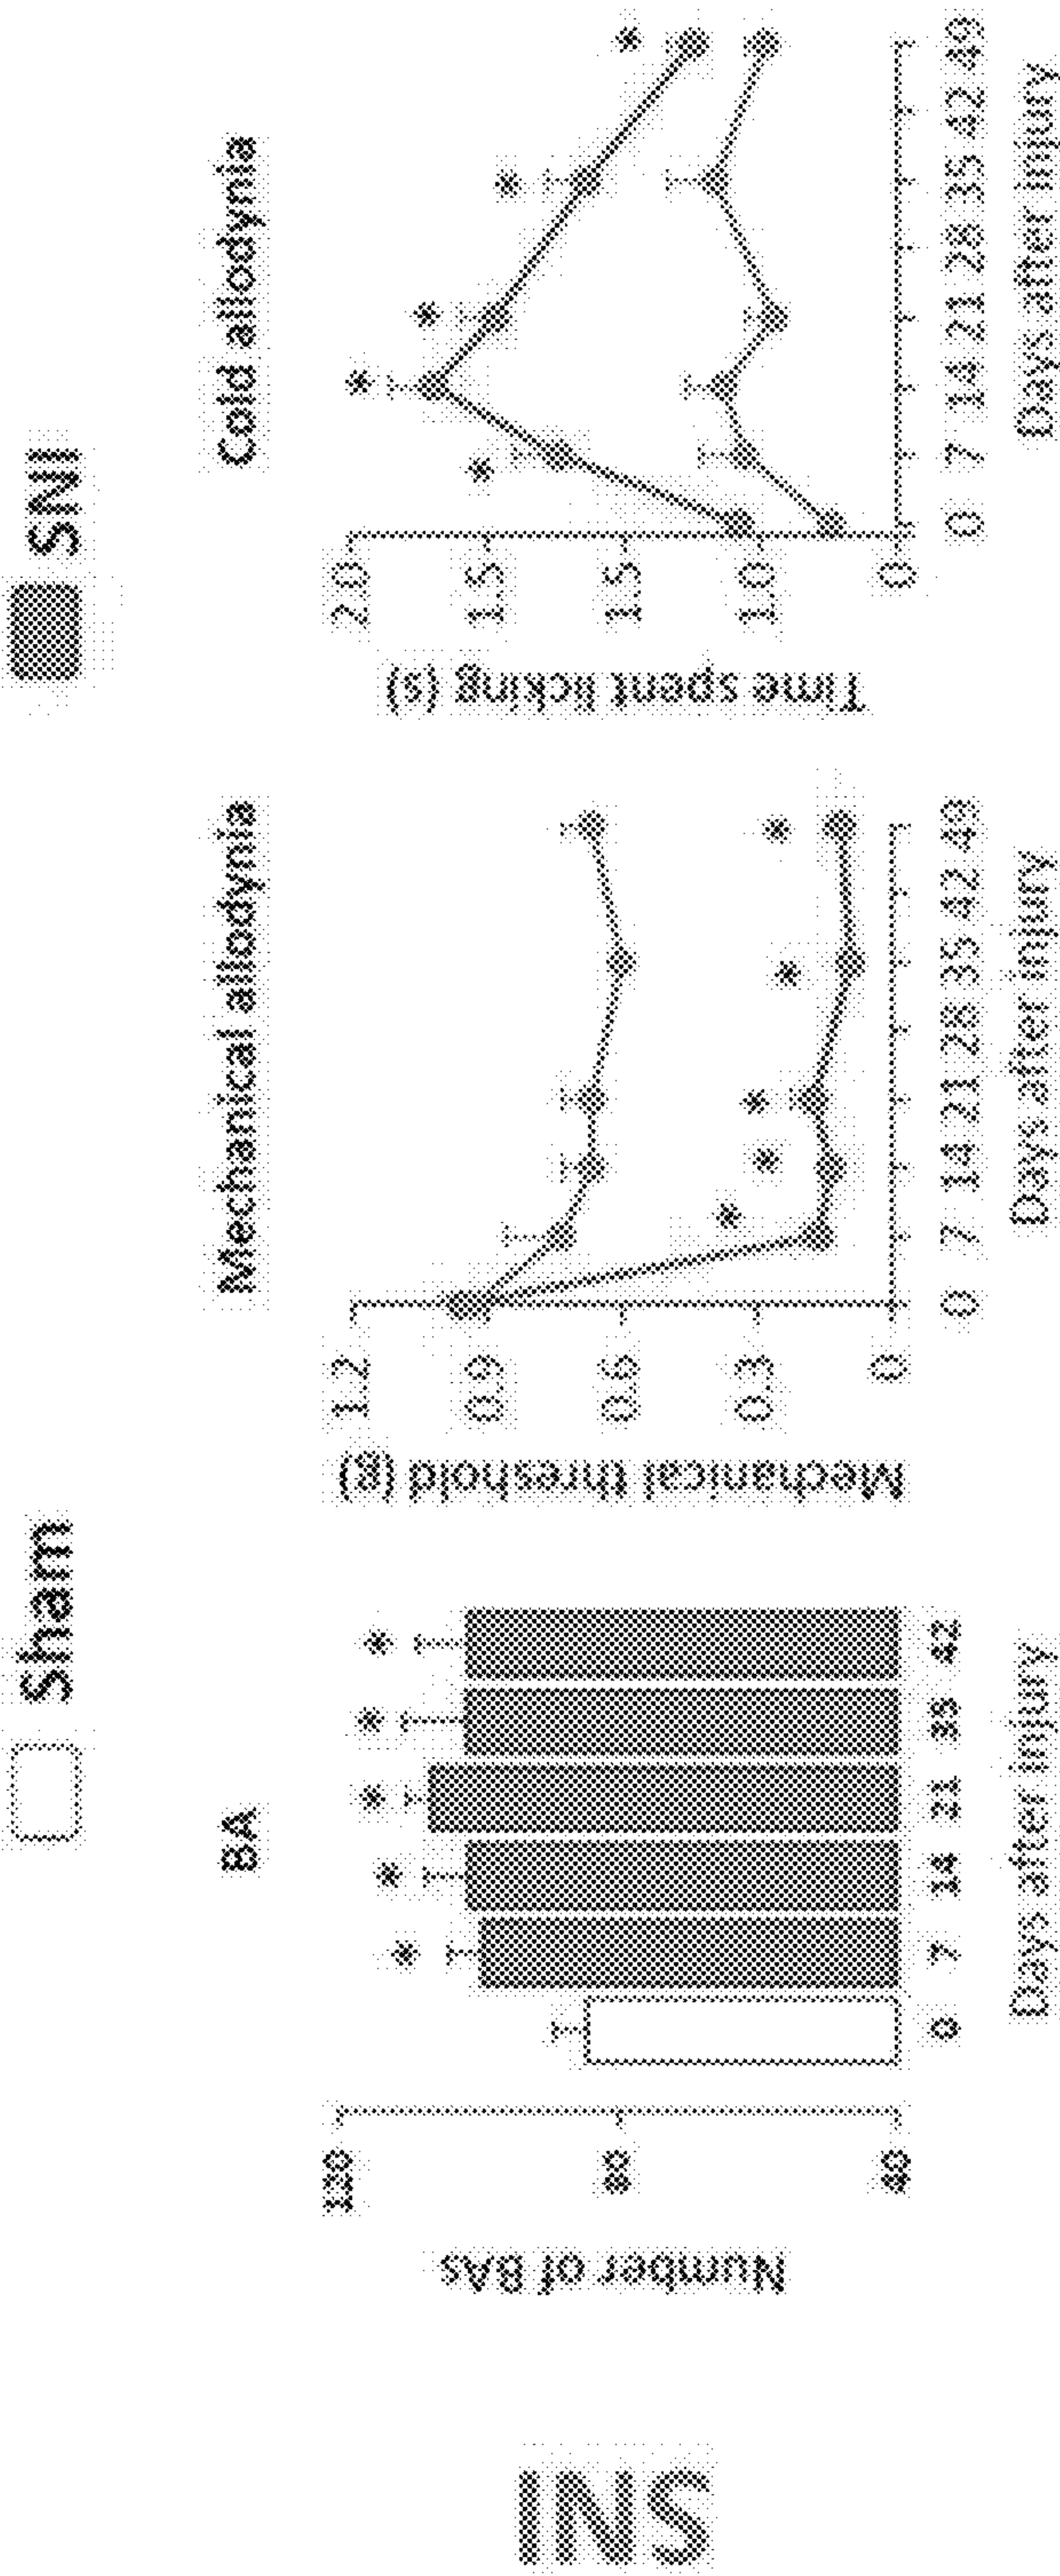 Sham
SNI
SNI
BA
Number of BAs
120
80
40
0 7 14 21 35 42
Days after injury
Mechanical allodynia
Mechanical threshold (g)
1.2
0.9
0.6
0.3
0
0 7 14 21 28 35 42 49
Days after injury
Cold allodynia
Time spent licking (s)
2.0
1.5
1.5
1.0
0
0 7 14 21 28 35 42 49
Days after injury
* * * * *
* * * * *
* * * * *